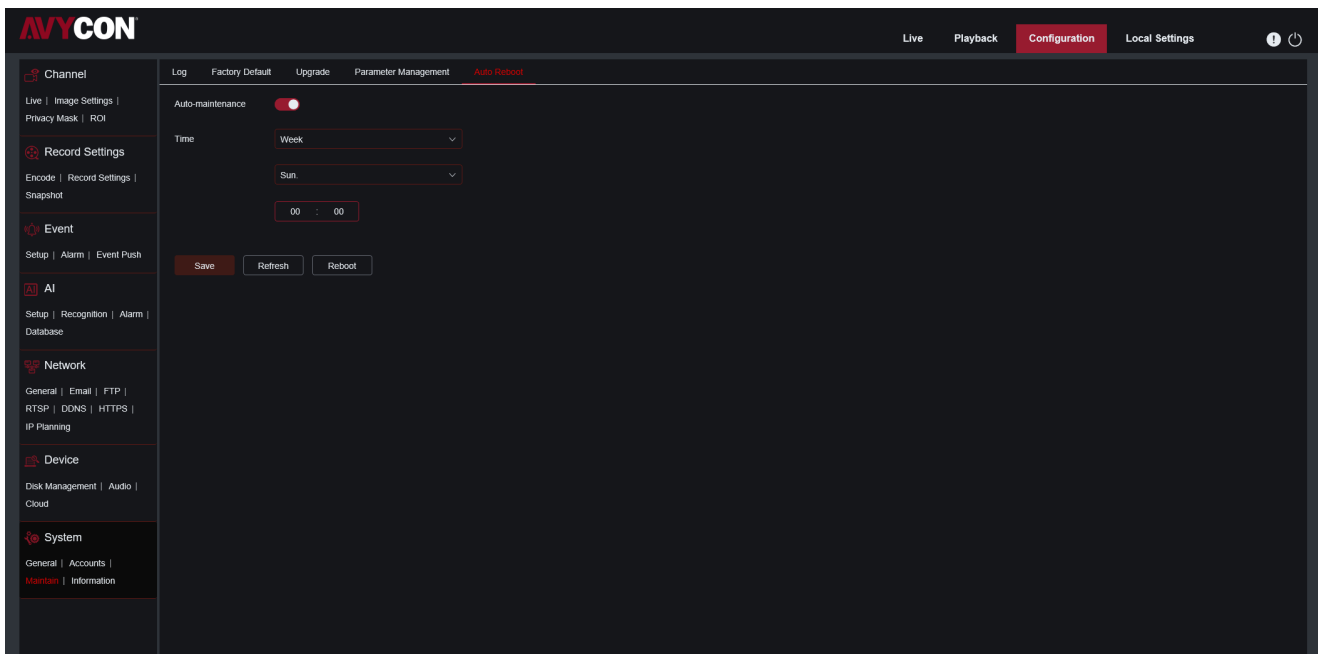 AVYCON
Live Playback Configuration Local Settings
Channel
Live | Image Settings |
Privacy Mask | ROI
Record Settings
Encode | Record Settings |
Snapshot
Event
Setup | Alarm | Event Push
AI AI
Setup | Recognition | Alarm |
Database
Network
General | Email | FTP |
RTSP | DDNS | HTTPS |
IP Planning
Device
Disk Management | Audio |
Cloud
System
General | Accounts |
Maintain | Information
Log Factory Default Upgrade Parameter Management Auto Reboot
Auto-maintenance
Time Week
Sun.
00 : 00
Save Refresh Reboot